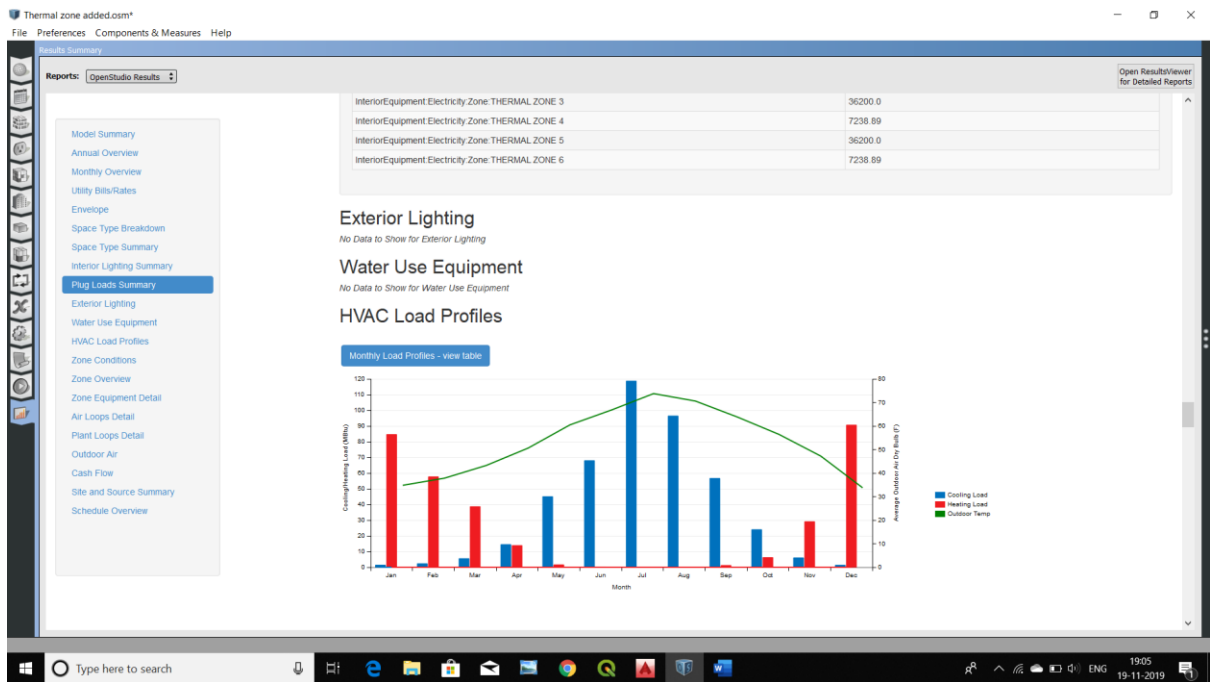 Thermal zone added.osm*
File Preferences Components & Measures Help
Results Summary
Reports: OpenStudio Results
Open ResultsViewer
for Detailed Reports
Model Summary
Annual Overview
Monthly Overview
Utility Bills/Rates
Envelope
Space Type Breakdown
Space Type Summary
Interior Lighting Summary
Plug Loads Summary
Exterior Lighting
Water Use Equipment
HVAC Load Profiles
Zone Conditions
Zone Overview
Zone Equipment Detail
Air Loops Detail
Plant Loops Detail
Outdoor Air
Cash Flow
Site and Source Summary
Schedule Overview
InteriorEquipment:Electricity:Zone:THERMAL ZONE 3 36200.0
InteriorEquipment:Electricity:Zone:THERMAL ZONE 4 7238.89
InteriorEquipment:Electricity:Zone:THERMAL ZONE 5 36200.0
InteriorEquipment:Electricity:Zone:THERMAL ZONE 6 7238.89
Exterior Lighting
No Data to Show for Exterior Lighting
Water Use Equipment
No Data to Show for Water Use Equipment
HVAC Load Profiles
Monthly Load Profiles - view table
Cooling/Heating Load (MBtu)
120
110
100
90
80
70
60
50
40
30
20
10
0
Jan Feb Mar Apr May Jun Jul Aug Sep Oct Nov Dec
Month
80
70
60
50
40
30
20
10
0
Average Outdoor Air Dry Bulb (F)
Cooling Load
Heating Load
Outdoor Temp
Type here to search
ENG
19:05
19-11-2019
1